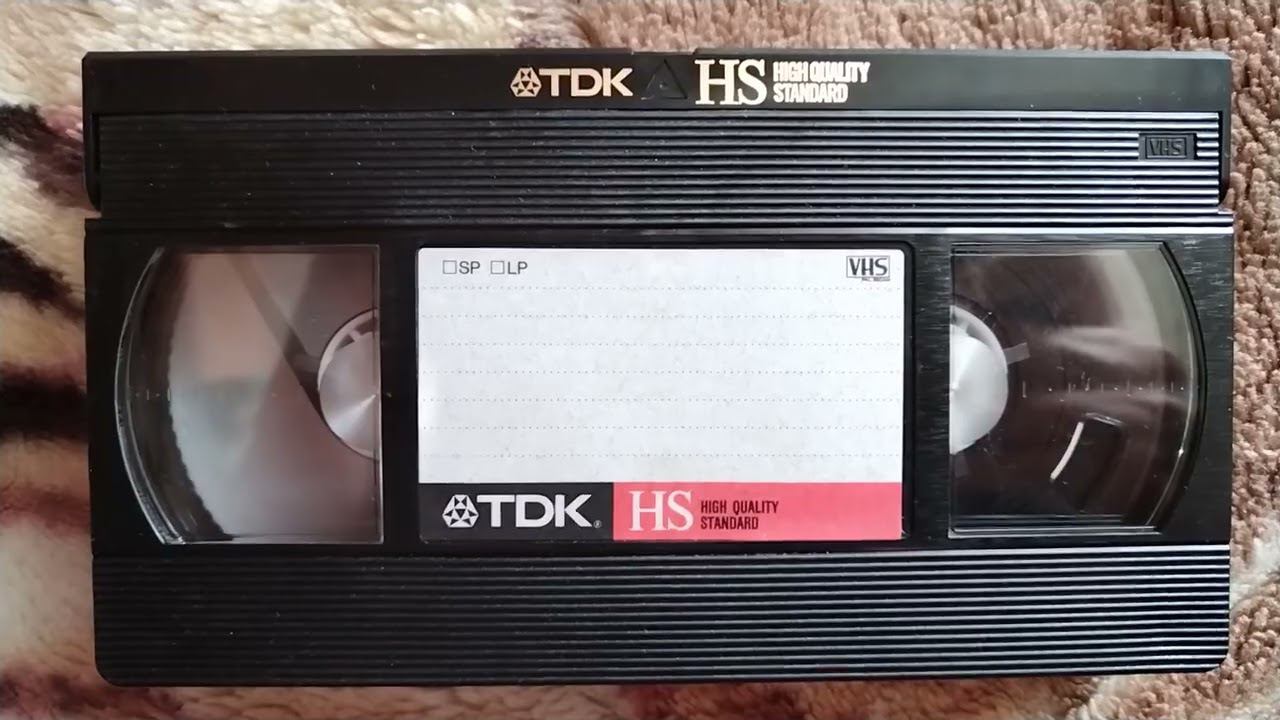 TDK HS HIGH QUALITY
STANDARD
VHS
SP LP VHS
TDK® HS HIGH QUALITY
STANDARD